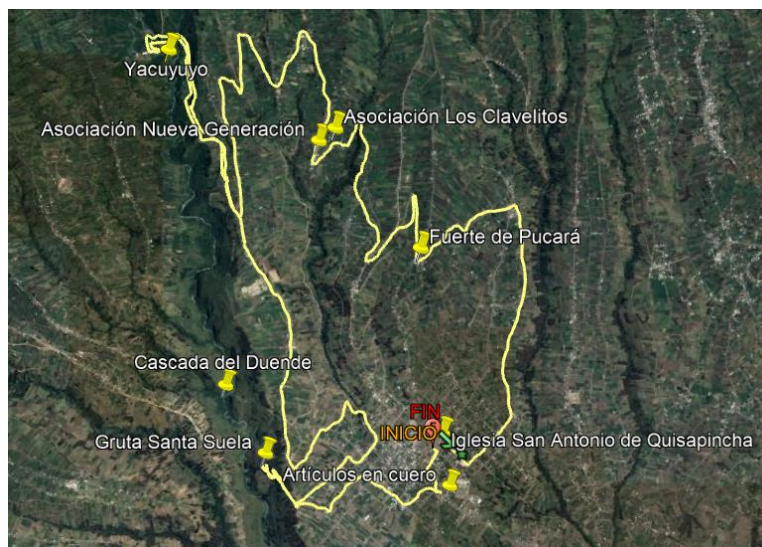 Yacuyuyo
Asociación Los Clavelitos
Asociación Nueva Generación
Fuerte de Pucará
Cascada del Duende
FIN
INICIO
Iglesia San Antonio de Quisapincha
Gruta Santa Suela
Artículos en cuero